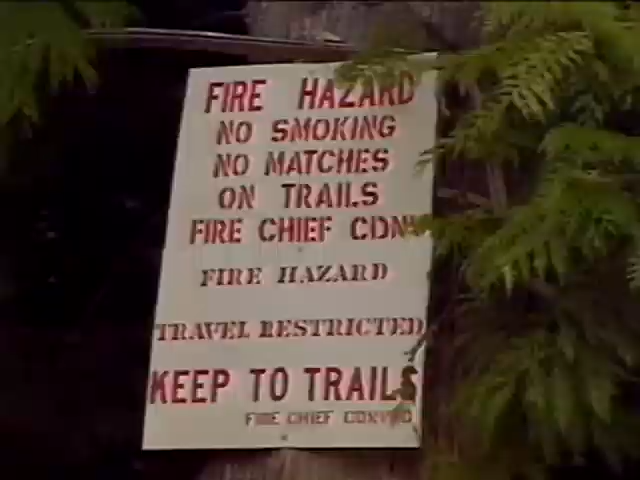 FIRE HAZARD
NO SMOKING
NO MATCHES
ON TRAILS
FIRE CHIEF
FIRE HAZARD
TRAVEL RESTRICTED
KEEP TO TRAILS
FIRE CHIEF